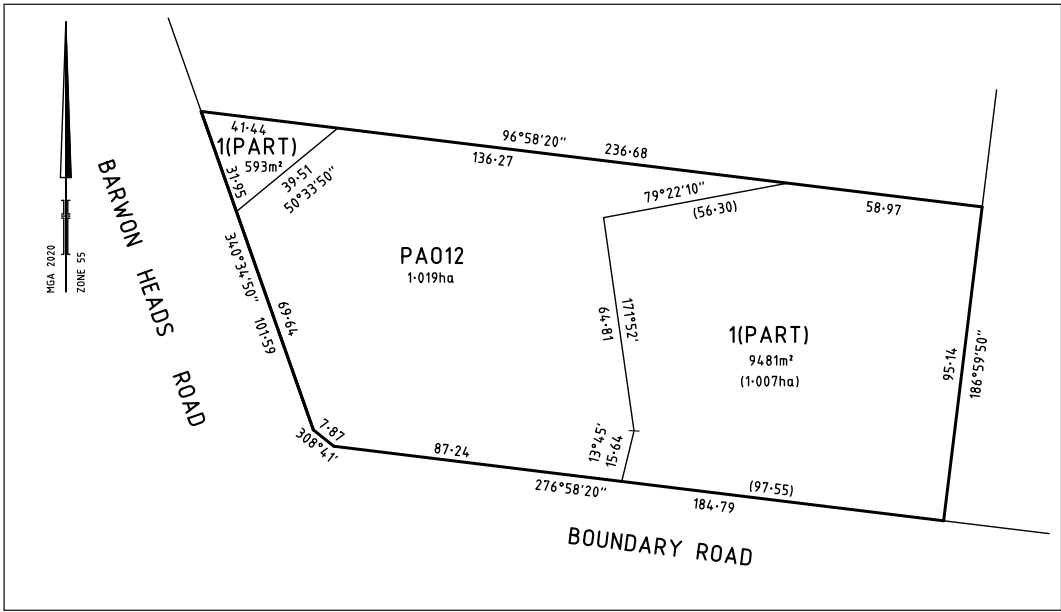 41·44
1(PART)
593m²
31·95
39·51
50°33'50"
96°58'20"
236·68
136·27
79°22'10"
(56·30)
58·97
BARWON HEADS ROAD
MGA 2020
ZONE 55
PA012
1·019ha
340°34'50"
101·59
69·64
171°52'
64·81
1(PART)
9481m²
(1·007ha)
95·14
186°59'50"
7·87
308°41'
87·24
13°45'
15·64
276°58'20"
(97·55)
184·79
BOUNDARY ROAD